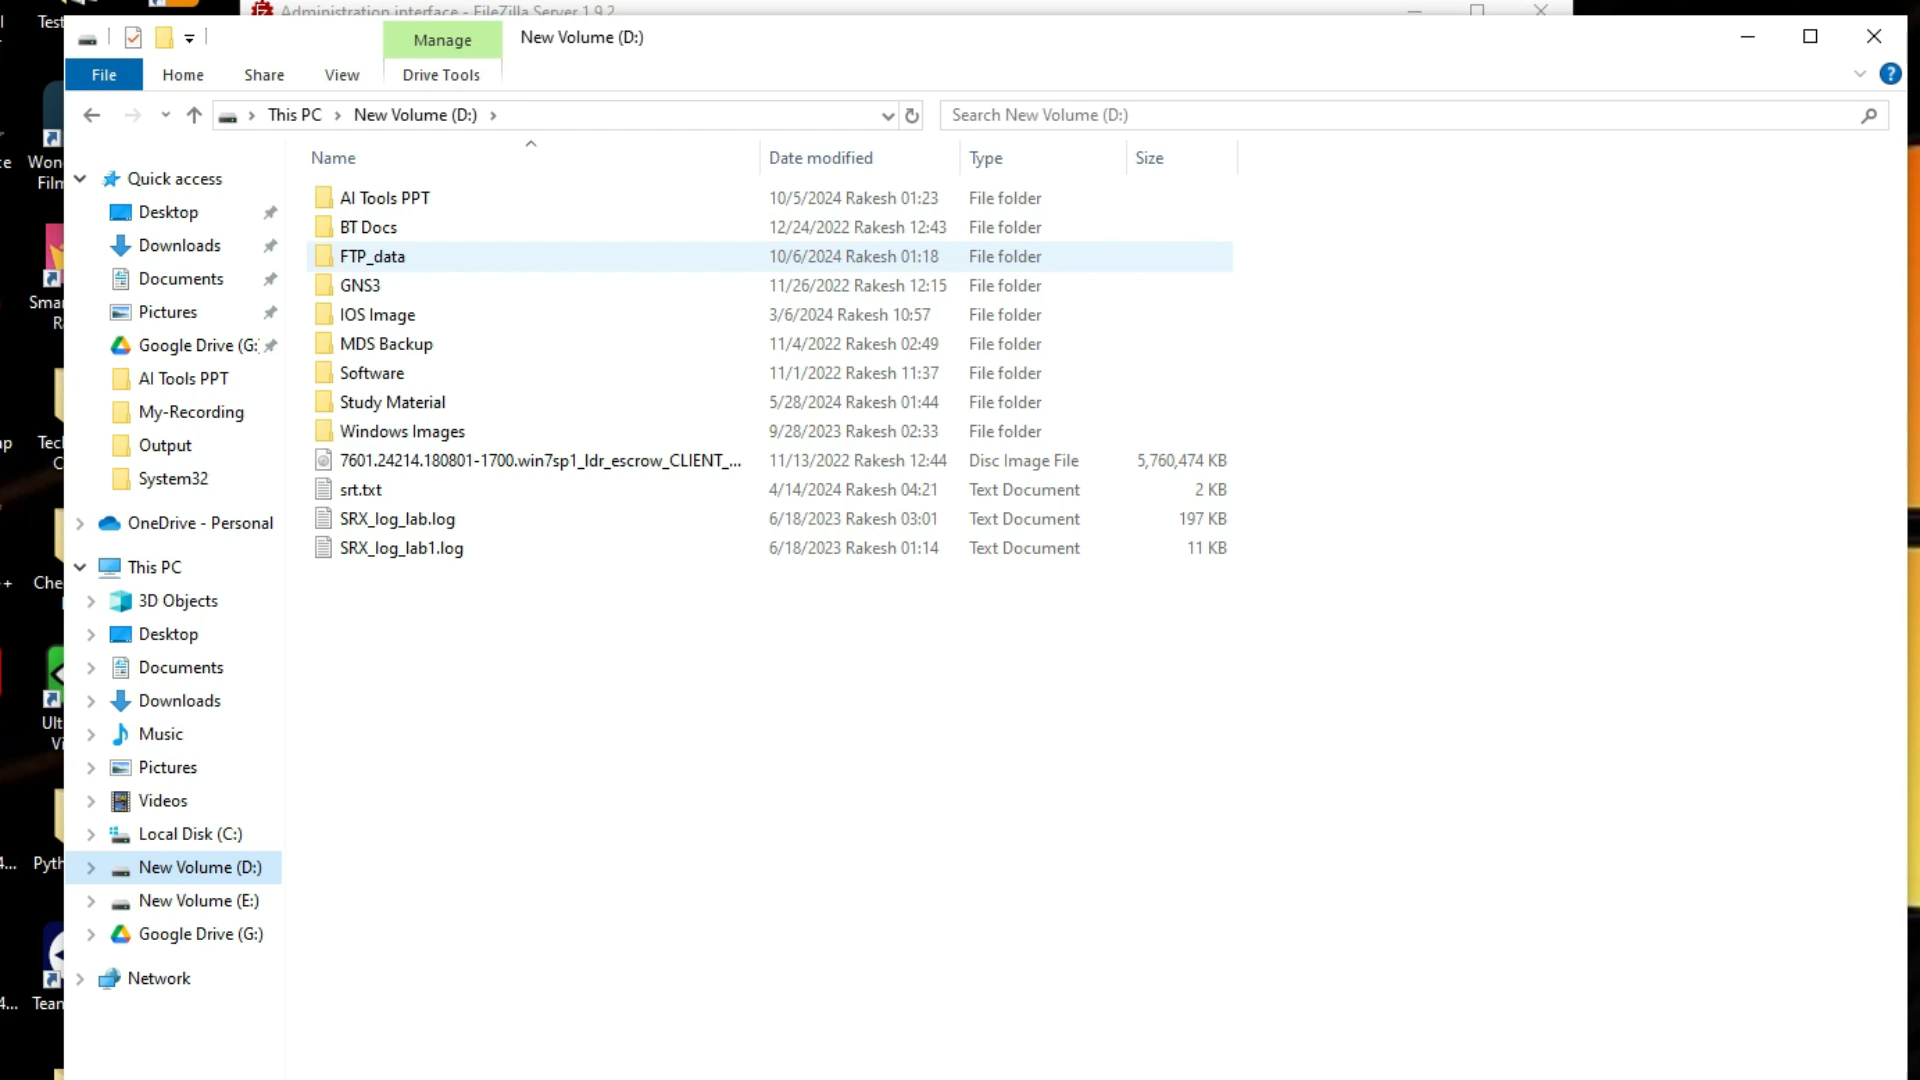 Administration interface - FileZilla Server 1.9.2
Test
Manage
New Volume (D:)
File
Home
Share
View
Drive Tools
This PC
New Volume (D:)
Search New Volume (D:)
Name
Date modified
Type
Size
AI Tools PPT 10/5/2024 Rakesh 01:23 File folder
BT Docs 12/24/2022 Rakesh 12:43 File folder
FTP_data 10/6/2024 Rakesh 01:18 File folder
GNS3 11/26/2022 Rakesh 12:15 File folder
IOS Image 3/6/2024 Rakesh 10:57 File folder
MDS Backup 11/4/2022 Rakesh 02:49 File folder
Software 11/1/2022 Rakesh 11:37 File folder
Study Material 5/28/2024 Rakesh 01:44 File folder
Windows Images 9/28/2023 Rakesh 02:33 File folder
7601.24214.180801-1700.win7sp1_ldr_escrow_CLIENT_... 11/13/2022 Rakesh 12:44 Disc Image File 5,760,474 KB
srt.txt 4/14/2024 Rakesh 04:21 Text Document 2 KB
SRX_log_lab.log 6/18/2023 Rakesh 03:01 Text Document 197 KB
SRX_log_lab1.log 6/18/2023 Rakesh 01:14 Text Document 11 KB
Quick access
Desktop
Downloads
Documents
Pictures
Google Drive (G:
AI Tools PPT
My-Recording
Output
System32
OneDrive - Personal
This PC
3D Objects
Desktop
Documents
Downloads
Music
Pictures
Videos
Local Disk (C:)
New Volume (D:)
New Volume (E:)
Google Drive (G:)
Network